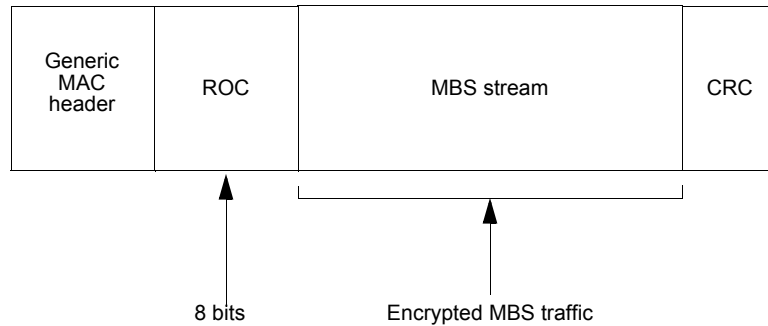 Generic
MAC
header
ROC
MBS stream
CRC
8 bits
Encrypted MBS traffic